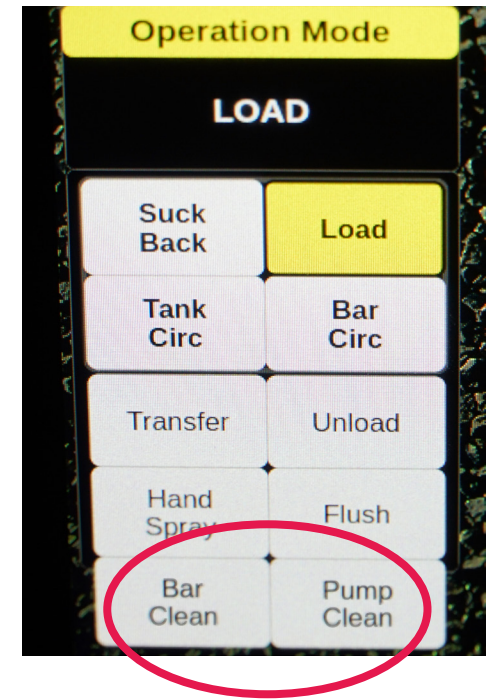 Operation Mode
LOAD
Suck
Back
Load
Tank
Circ
Bar
Circ
Transfer
Unload
Hand
Spray
Flush
Bar
Clean
Pump
Clean